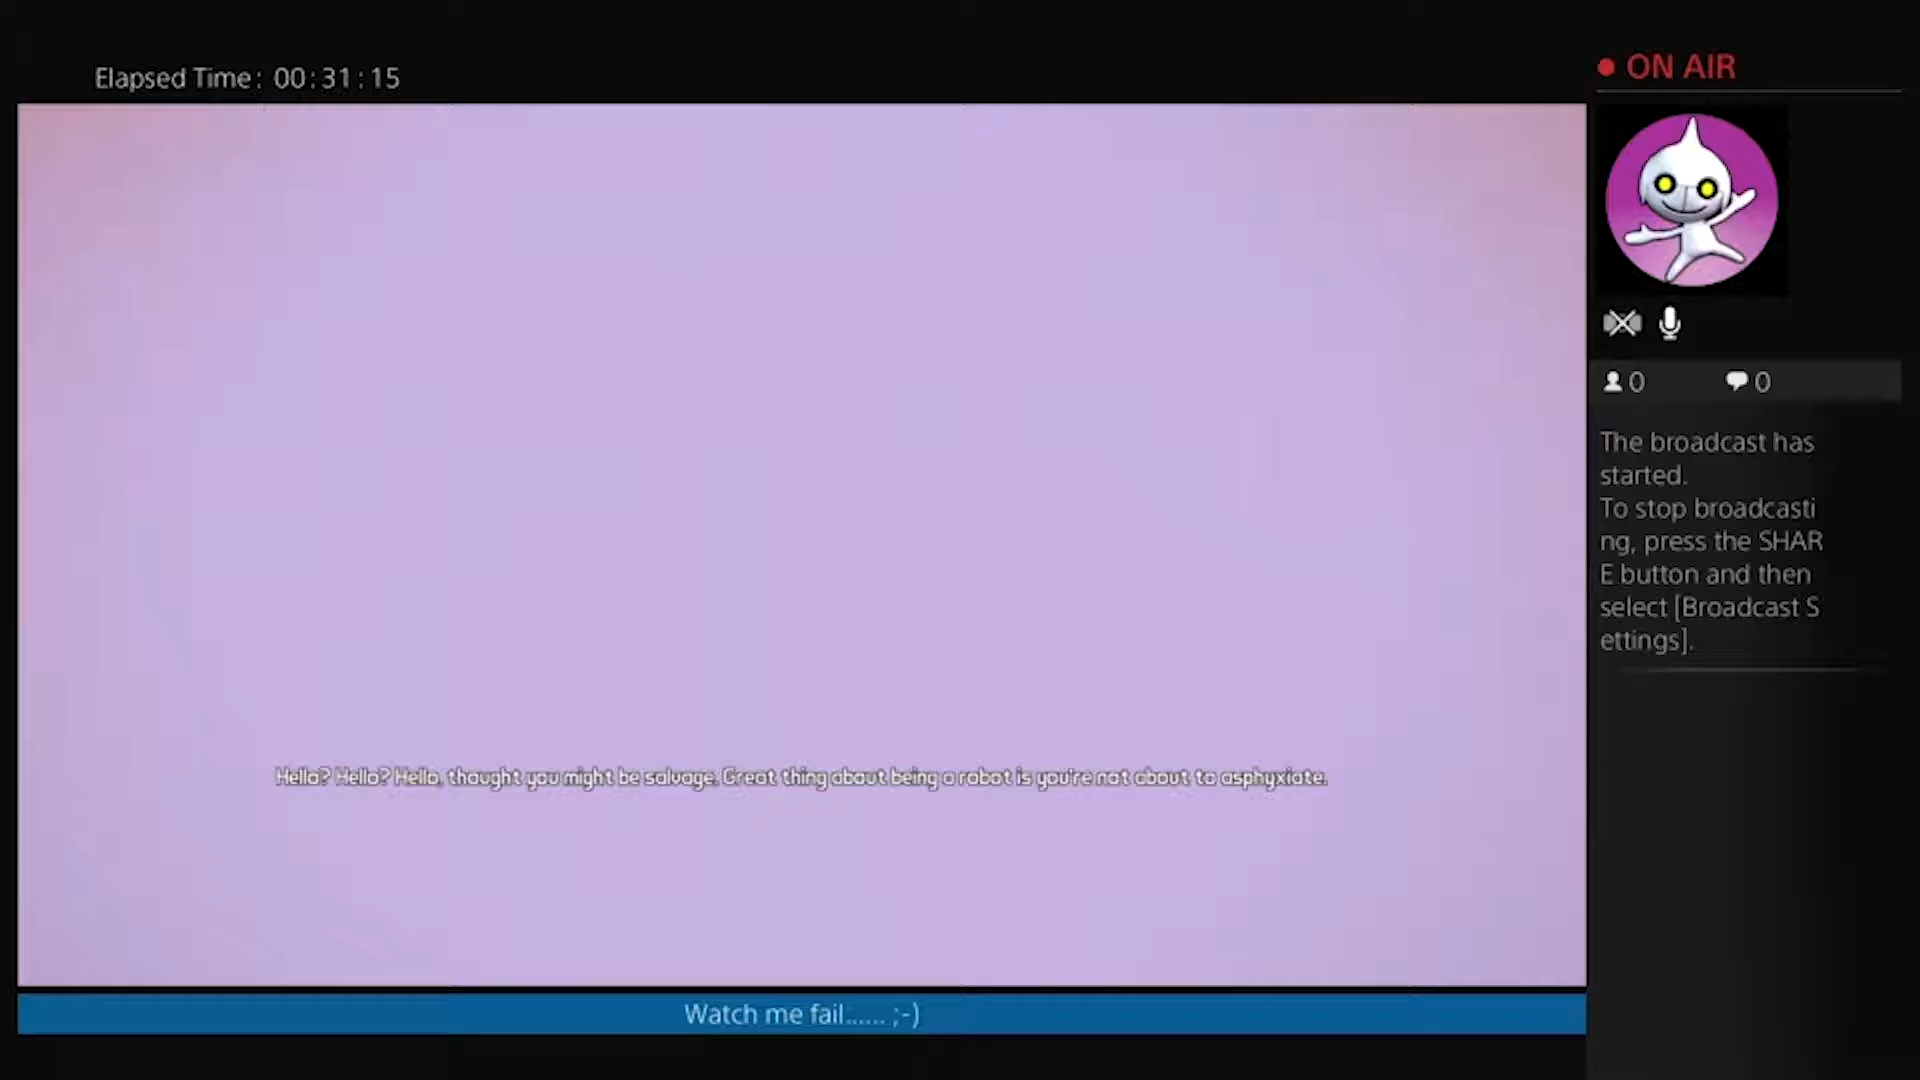 Elapsed Time: 00:31:15
ON AIR
0 0
The broadcast has
started.
To stop broadcasti
ng, press the SHAR
E button and then
select [Broadcast S
ettings].
Hello? Hello? Hello, thought you might be salvage. Great thing about being a robot is you're not about to asphyxiate.
Watch me fail...... ;-)